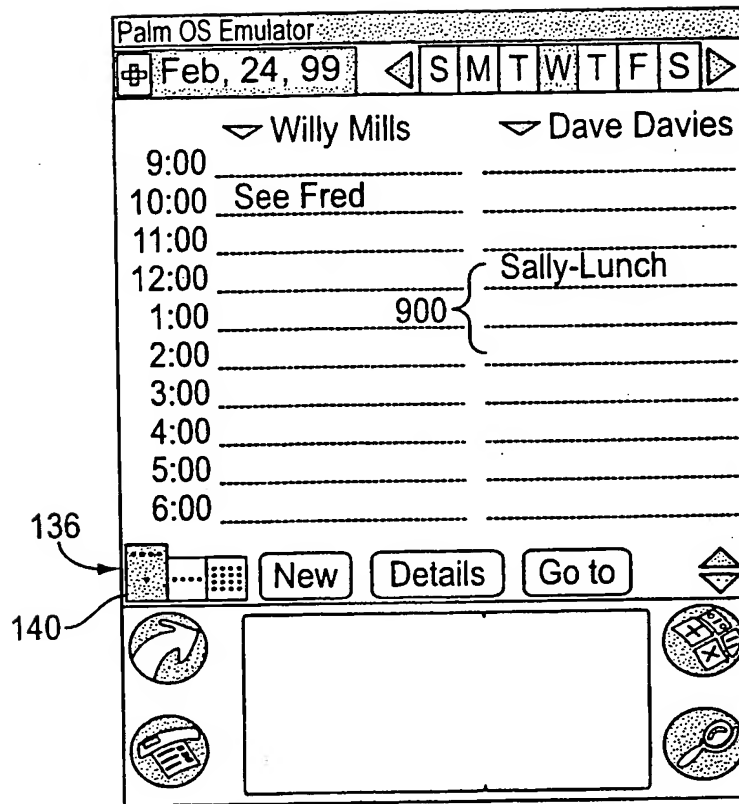 Palm OS Emulator
Feb, 24, 99 S M T W T F S
Willy Mills Dave Davies
9:00
10:00 See Fred
11:00
12:00 Sally-Lunch
1:00 900
2:00
3:00
4:00
5:00
6:00
136
New Details Go to
140